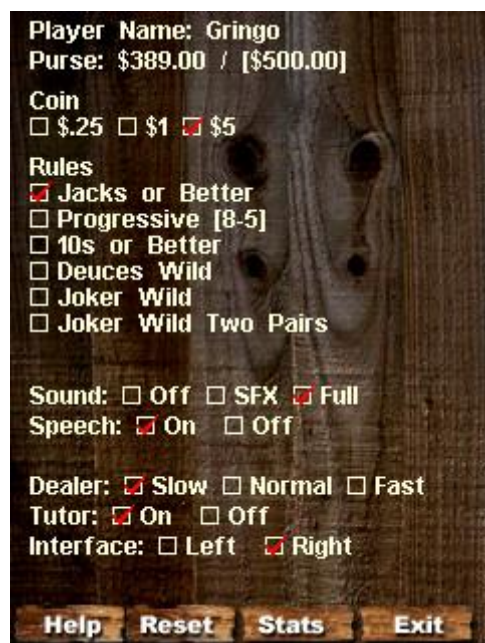 Player Name: Gringo
Purse: $389.00 / [$500.00]
Coin
$.25 $1 $5
Rules
Jacks or Better
Progressive [8-5]
10s or Better
Deuces Wild
Joker Wild
Joker Wild Two Pairs
Sound: Off SFX Full
Speech: On Off
Dealer: Slow Normal Fast
Tutor: On Off
Interface: Left Right
Help Reset Stats Exit